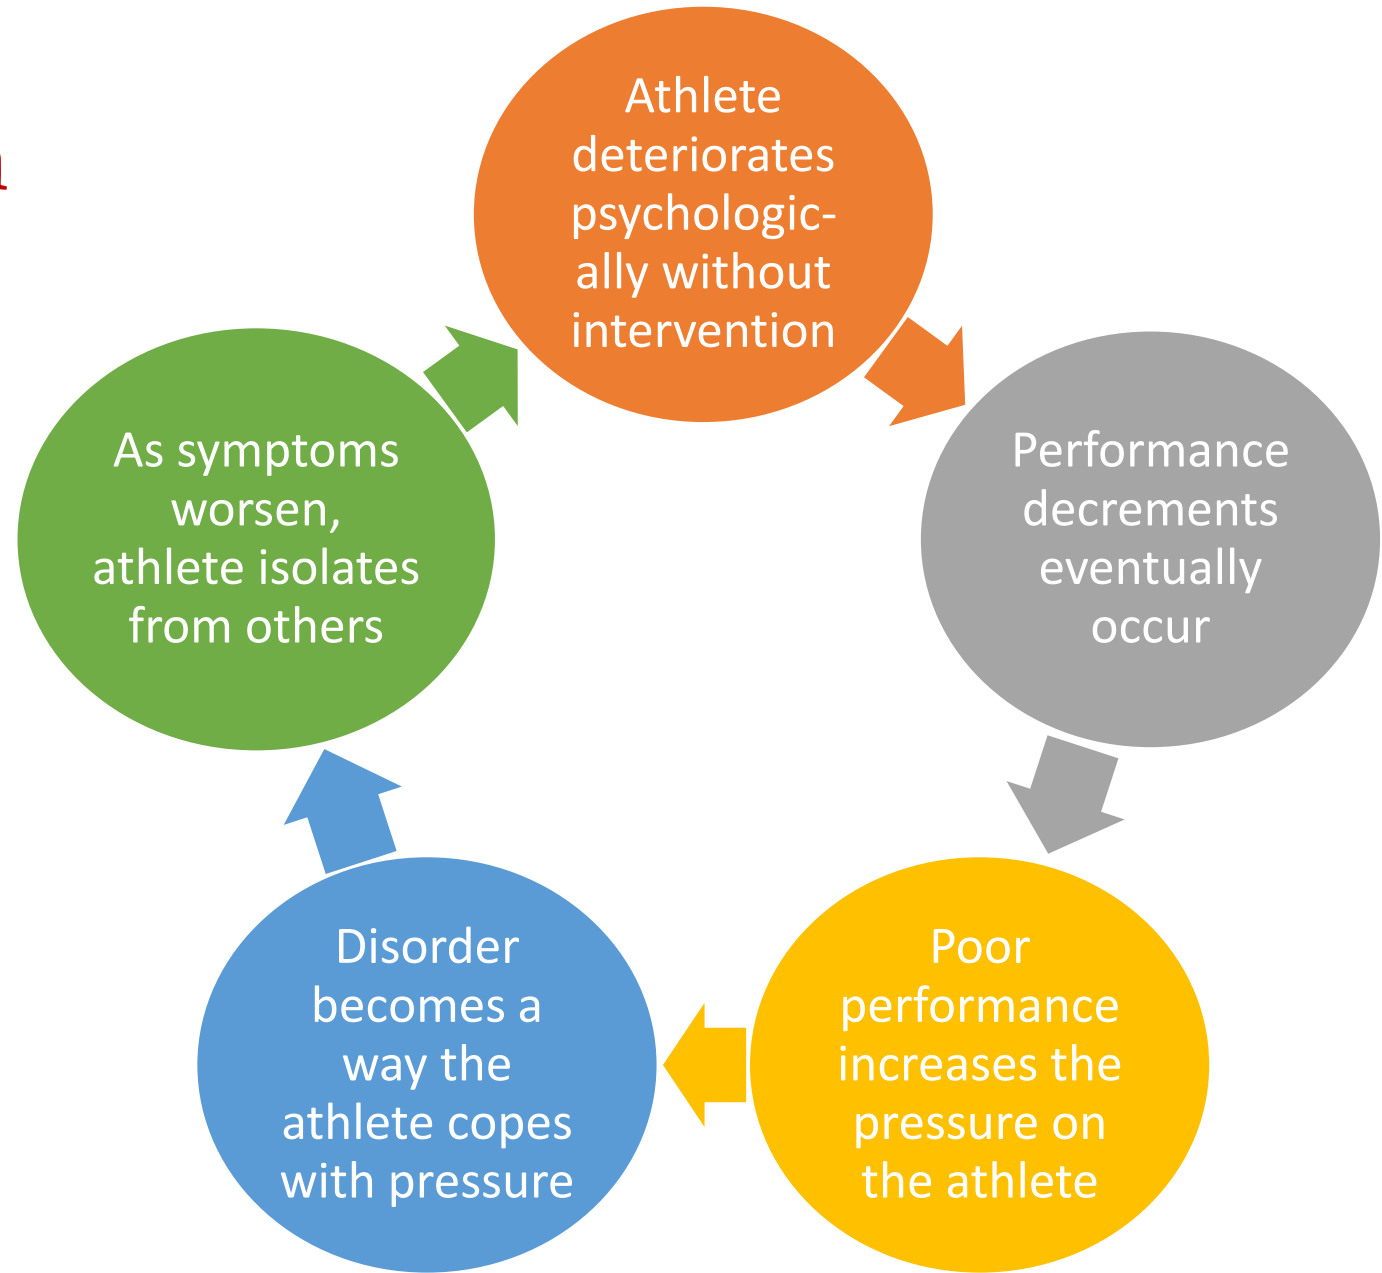 Athlete
deteriorates
psychologic-
ally without
intervention
Performance
decrements
eventually
occur
Poor
performance
increases the
pressure on
the athlete
Disorder
becomes a
way the
athlete copes
with pressure
As symptoms
worsen,
athlete isolates
from others